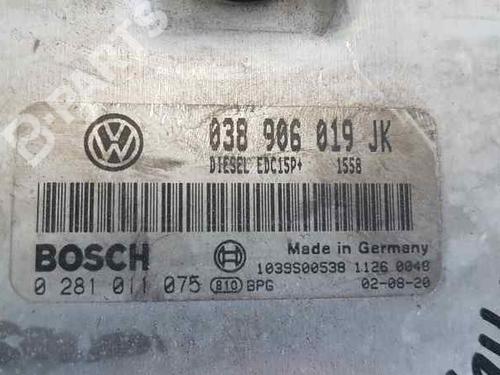 B-PARTS
038 906 019 JK
DIESEL EDC15P+ 1558
BOSCH
Made in Germany
1039S00538 1126 0048
0 281 011 075 810 BPG 02-08-20